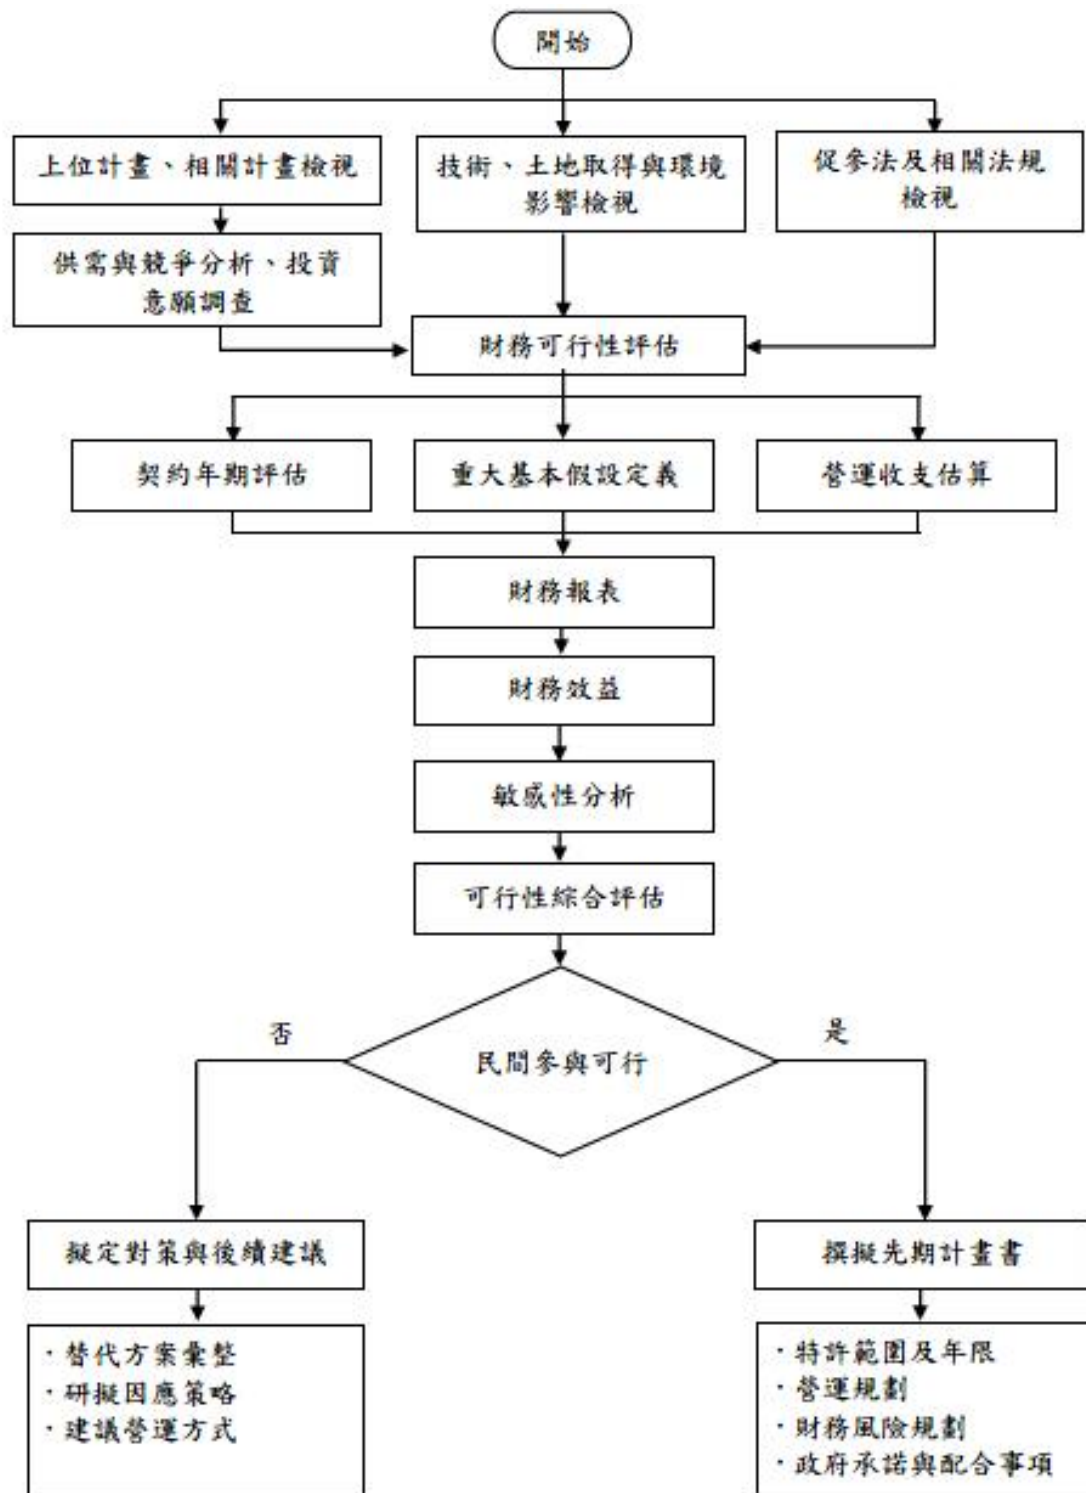 開始
上位計畫、相關計畫檢視
技術、土地取得與環境
影響檢視
促參法及相關法規
檢視
供需與競爭分析、投資
意願調查
財務可行性評估
契約年期評估
重大基本假設定義
營運收支估算
財務報表
財務效益
敏感性分析
可行性綜合評估
否
民間參與可行
是
擬定對策與後續建議
撰擬先期計畫書
·替代方案彙整
·研擬因應策略
·建議營運方式
·特許範圍及年限
·營運規劃
·財務風險規劃
·政府承諾與配合事項